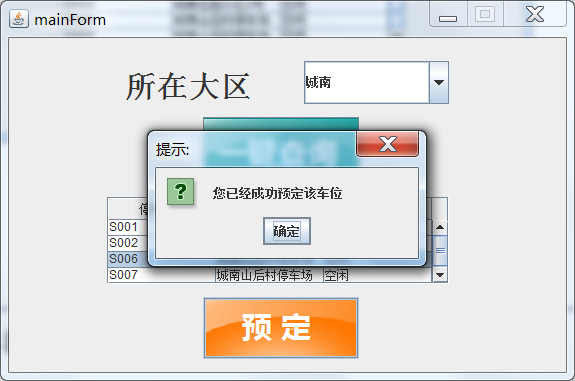 mainForm
所在大区
城南
提示:
您已经成功预定该车位
确定
S001
S002
S006
S007 城南山后村停车场 空闲
预定